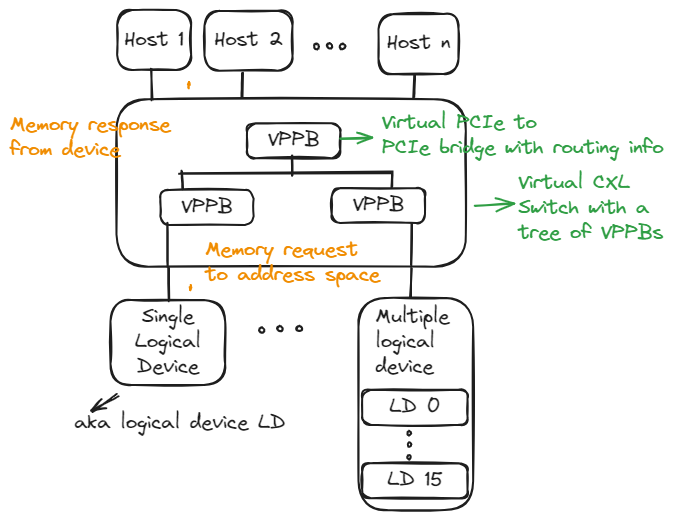 Host 1
Host 2
Host n
Memory response
from device
VPPB
Virtual PCIe to
PCIe bridge with routing info
VPPB
VPPB
Virtual CXL
Switch with a
tree of VPPBs
Memory request
to address space
Single
Logical
Device
Multiple
logical
device
LD 0
LD 15
aka logical device LD